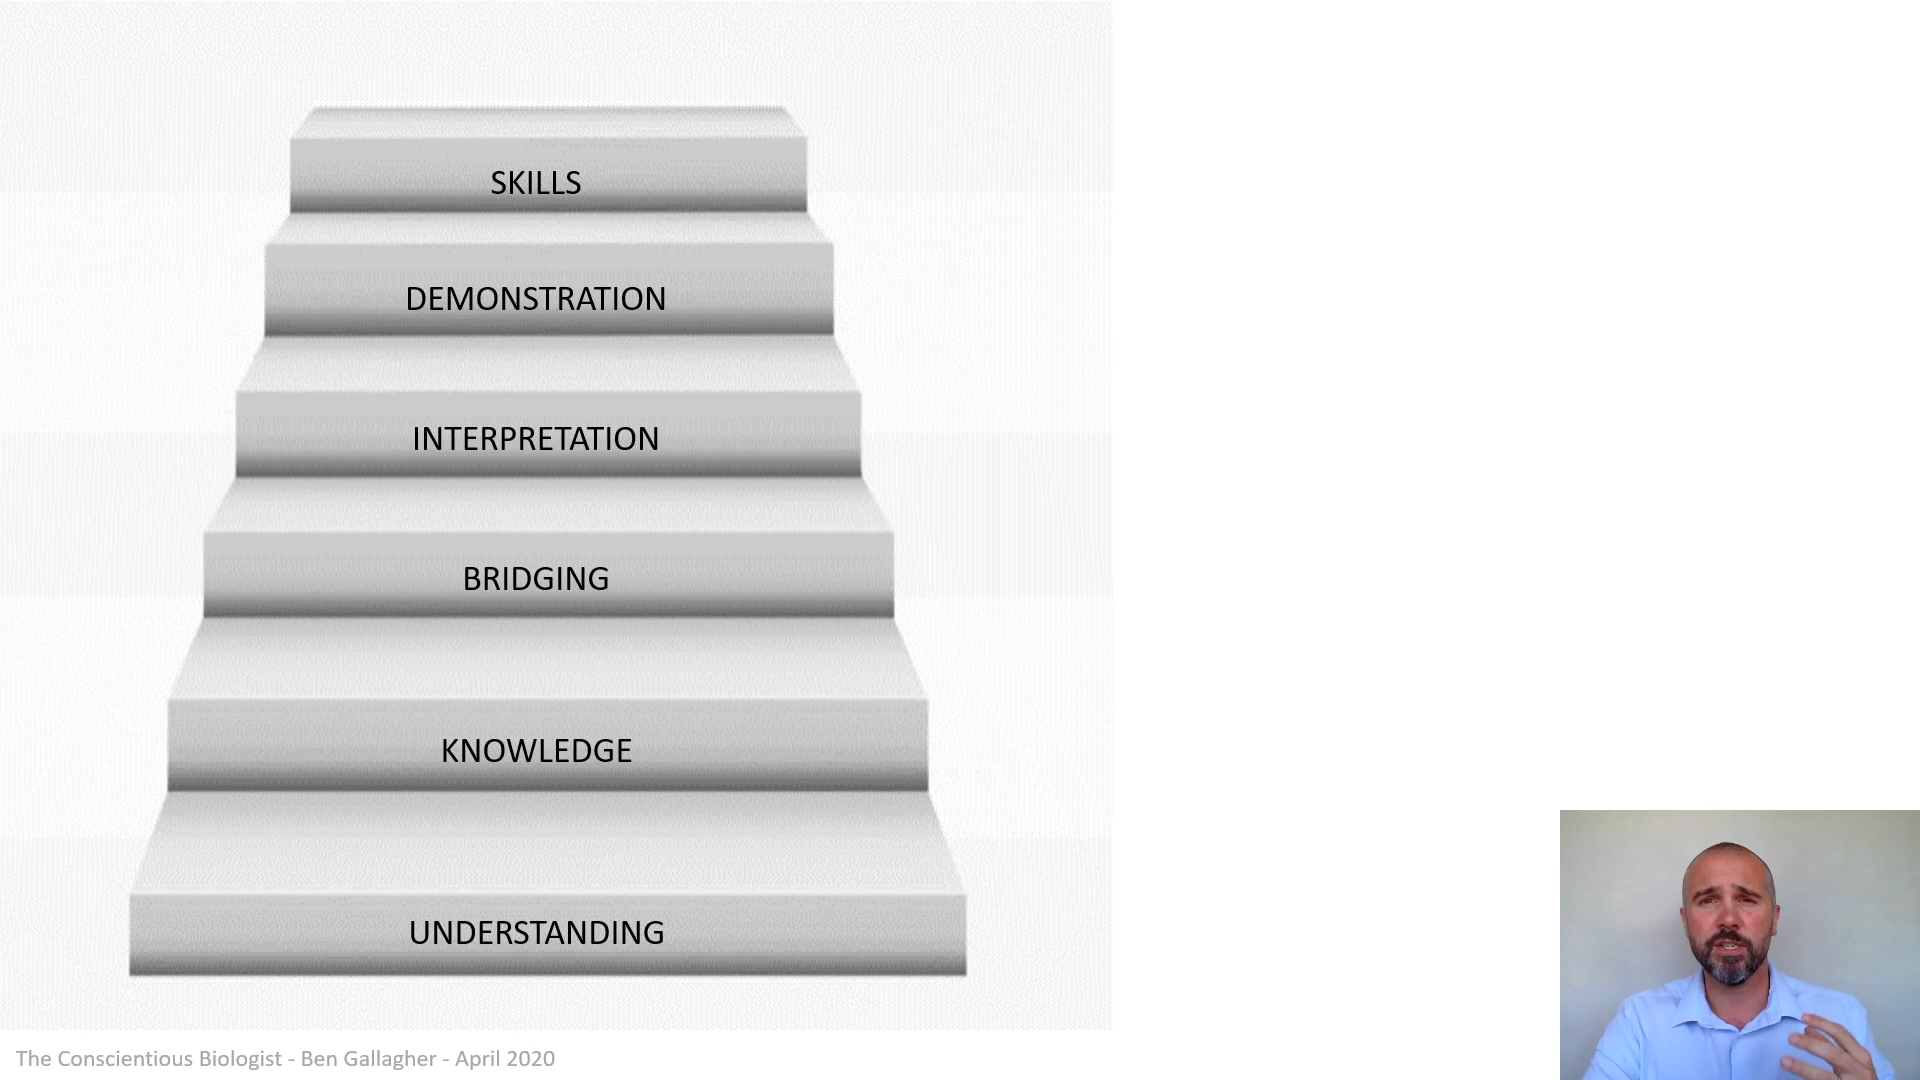 SKILLS
DEMONSTRATION
INTERPRETATION
BRIDGING
KNOWLEDGE
UNDERSTANDING
The Conscientious Biologist - Ben Gallagher - April 2020